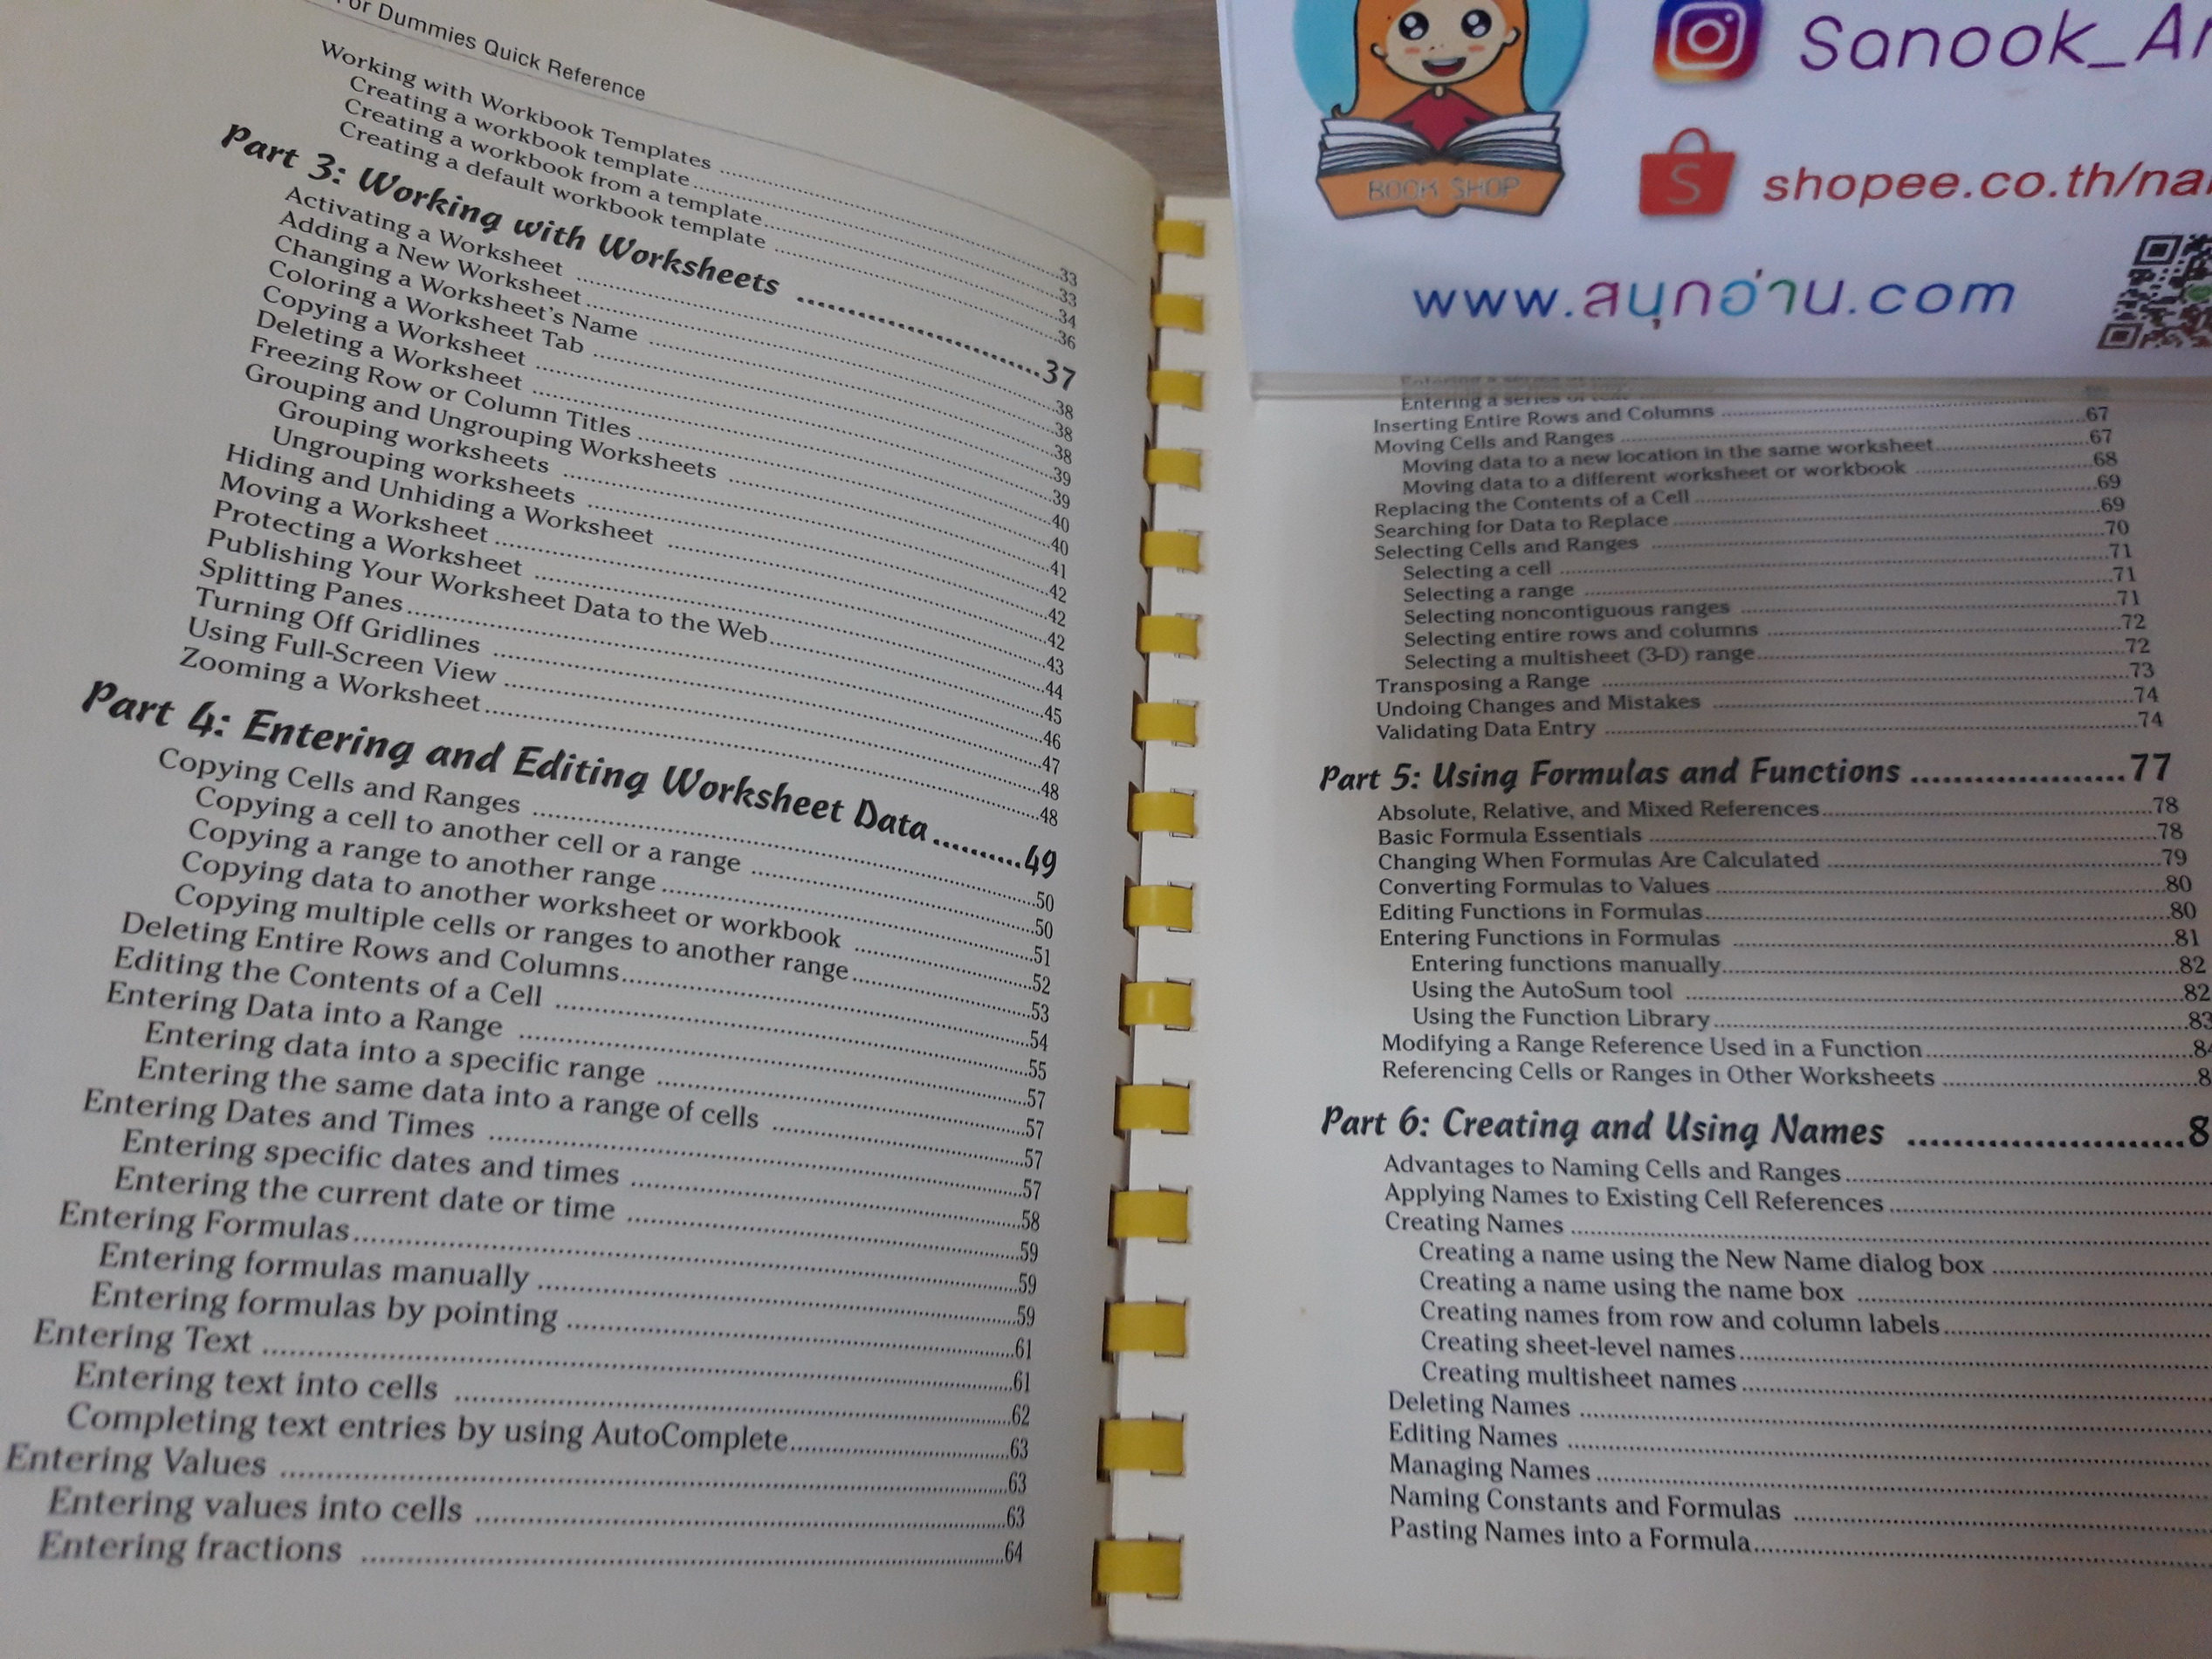 For Dummies Quick Reference
Working with Workbook Templates ..... 33
Creating a workbook template ..... 33
Creating a workbook from a template ..... 34
Creating a default workbook template ..... 36
Part 3: Working with Worksheets ..... 37
Activating a Worksheet ..... 38
Adding a New Worksheet ..... 38
Changing a Worksheet's Name ..... 38
Coloring a Worksheet Tab ..... 39
Copying a Worksheet ..... 39
Deleting a Worksheet ..... 40
Freezing Row or Column Titles ..... 40
Grouping and Ungrouping Worksheets ..... 41
Grouping worksheets ..... 42
Ungrouping worksheets ..... 42
Hiding and Unhiding a Worksheet ..... 42
Moving a Worksheet ..... 43
Protecting a Worksheet ..... 44
Publishing Your Worksheet Data to the Web ..... 45
Splitting Panes ..... 46
Turning Off Gridlines ..... 47
Using Full-Screen View ..... 48
Zooming a Worksheet ..... 48
Part 4: Entering and Editing Worksheet Data ..... 49
Copying Cells and Ranges ..... 50
Copying a cell to another cell or a range ..... 50
Copying a range to another range ..... 51
Copying data to another worksheet or workbook ..... 52
Copying multiple cells or ranges to another range ..... 53
Deleting Entire Rows and Columns ..... 54
Editing the Contents of a Cell ..... 55
Entering Data into a Range ..... 57
Entering data into a specific range ..... 57
Entering the same data into a range of cells ..... 57
Entering Dates and Times ..... 57
Entering specific dates and times ..... 58
Entering the current date or time ..... 59
Entering Formulas ..... 59
Entering formulas manually ..... 59
Entering formulas by pointing ..... 61
Entering Text ..... 61
Entering text into cells ..... 62
Completing text entries by using AutoComplete ..... 63
Entering Values ..... 63
Entering values into cells ..... 63
Entering fractions ..... 64
BOOK SHOP
Sanook_
shopee.co.th/
www.สนุกอ่าน.com
Entering a series of
Inserting Entire Rows and Columns .....
Moving Cells and Ranges ..... 67
Moving data to a new location in the same worksheet ..... 67
Moving data to a different worksheet or workbook ..... 68
Replacing the Contents of a Cell ..... 69
Searching for Data to Replace ..... 69
Selecting Cells and Ranges ..... 70
Selecting a cell ..... 71
Selecting a range ..... 71
Selecting noncontiguous ranges ..... 71
Selecting entire rows and columns ..... 72
Selecting a multisheet (3-D) range ..... 72
Transposing a Range ..... 73
Undoing Changes and Mistakes ..... 74
Validating Data Entry ..... 74
Part 5: Using Formulas and Functions ..... 77
Absolute, Relative, and Mixed References ..... 78
Basic Formula Essentials ..... 78
Changing When Formulas Are Calculated ..... 79
Converting Formulas to Values ..... 80
Editing Functions in Formulas ..... 80
Entering Functions in Formulas ..... 81
Entering functions manually ..... 82
Using the AutoSum tool ..... 82
Using the Function Library ..... 83
Modifying a Range Reference Used in a Function ..... 84
Referencing Cells or Ranges in Other Worksheets ..... 8
Part 6: Creating and Using Names ..... 8
Advantages to Naming Cells and Ranges .....
Applying Names to Existing Cell References .....
Creating Names .....
Creating a name using the New Name dialog box .....
Creating a name using the name box .....
Creating names from row and column labels .....
Creating sheet-level names .....
Creating multisheet names .....
Deleting Names .....
Editing Names .....
Managing Names .....
Naming Constants and Formulas .....
Pasting Names into a Formula .....